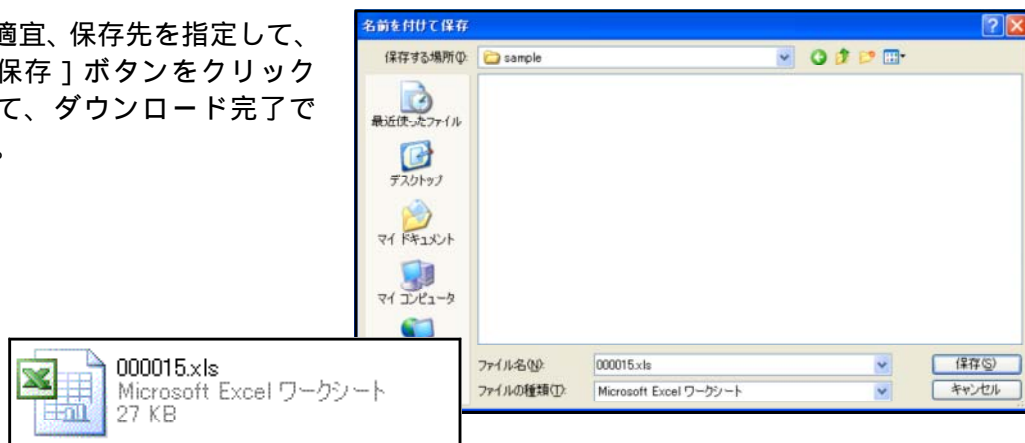 適宜、保存先を指定して、
保存 ] ボタンをクリック
て、ダウンロード完了で
。
名前を付けて保存
保存する場所(I):
sample
最近使ったファイル
デスクトップ
マイ ドキュメント
マイ コンピュータ
ファイル名(N):
000015.xls
保存(S)
ファイルの種類(T):
Microsoft Excel ワークシート
キャンセル
000015.xls
Microsoft Excel ワークシート
27 KB